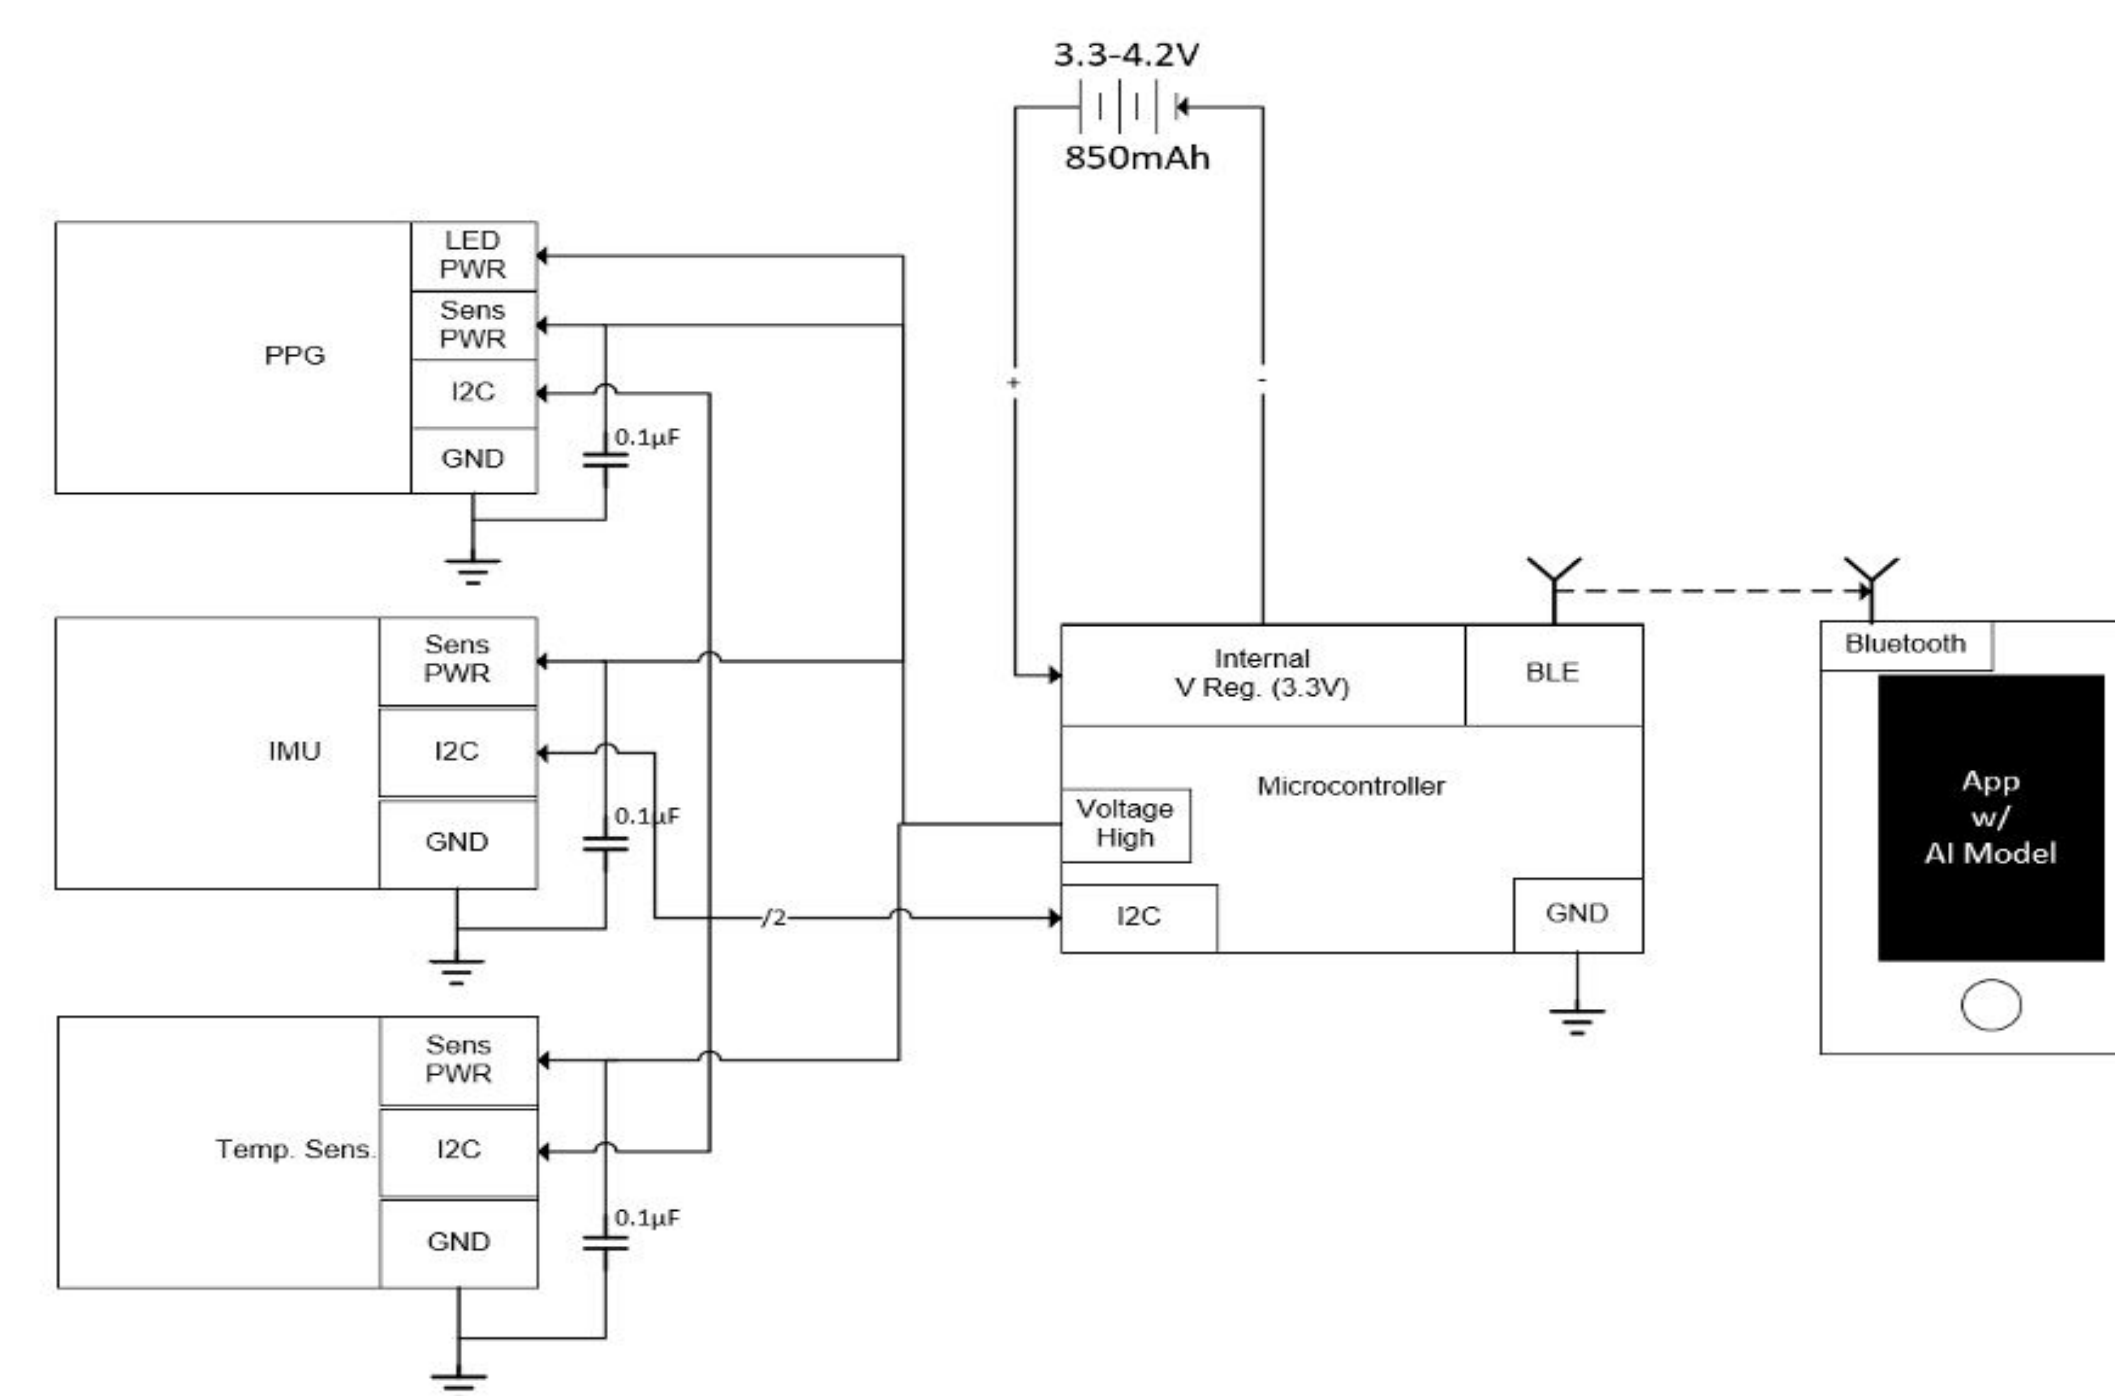 3.3-4.2V
850mAh
LED
PWR
Sens
PWR
PPG
I2C
0.1µF
GND
+
-
Sens
PWR
IMU
I2C
0.1µF
GND
Internal
V Reg. (3.3V)
BLE
Microcontroller
Voltage
High
I2C
GND
/2
Bluetooth
App
w/
AI Model
Sens
PWR
Temp. Sens.
I2C
0.1µF
GND